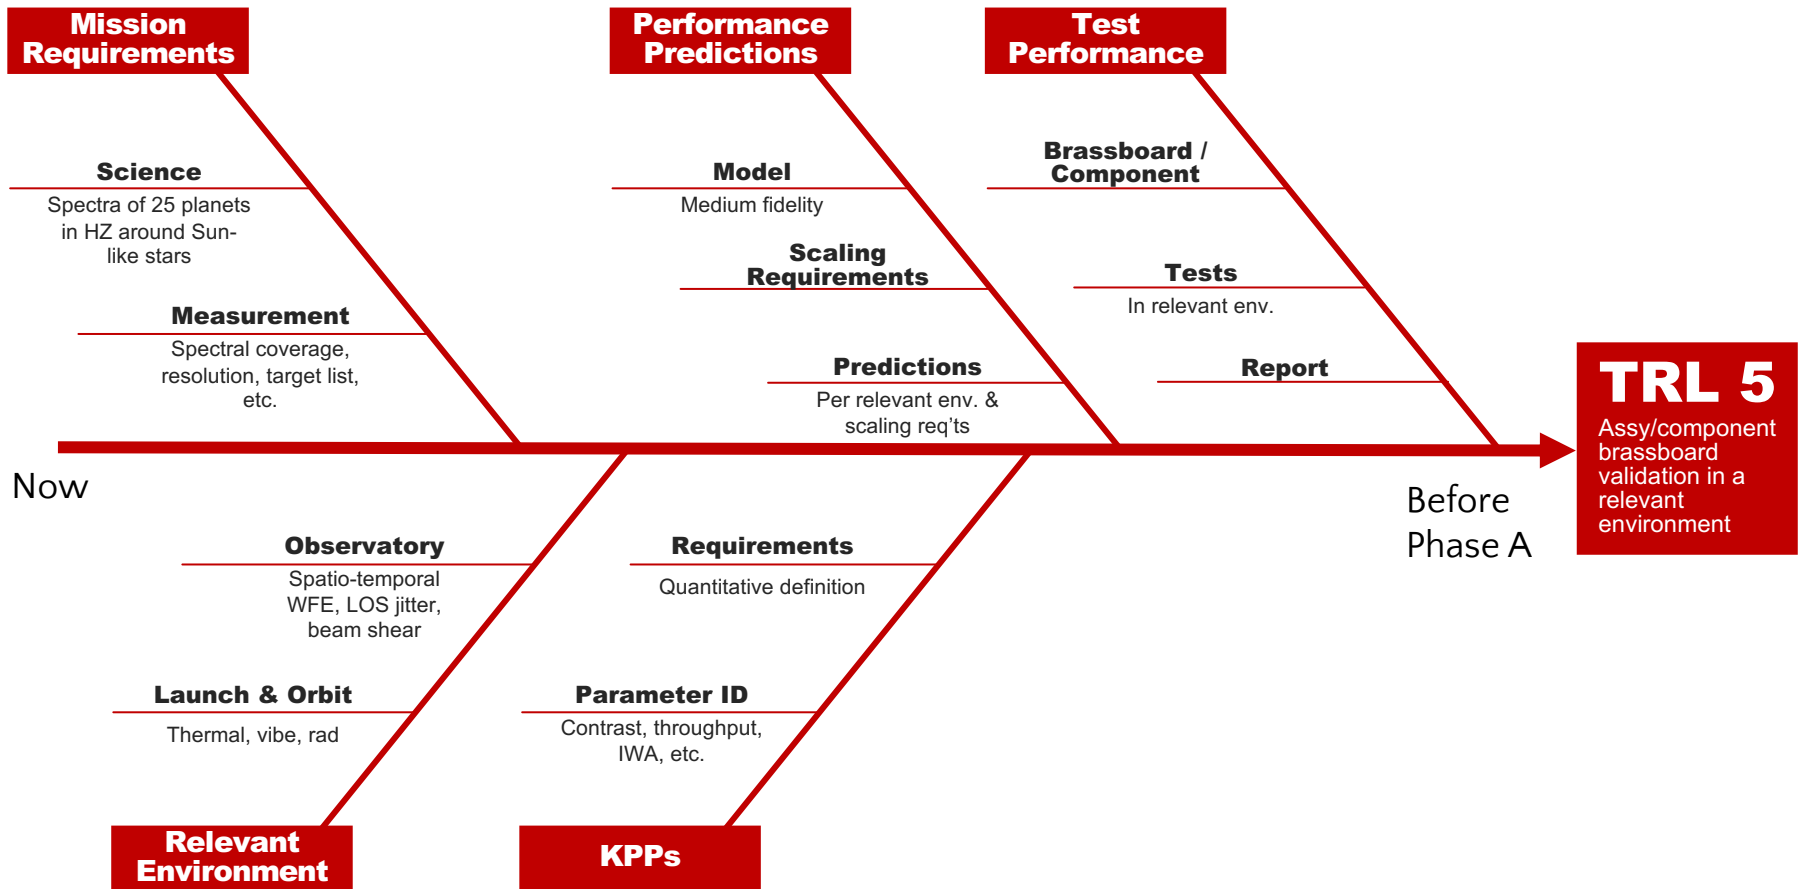 Mission
Requirements
Performance
Predictions
Test
Performance
Science
Spectra of 25 planets
in HZ around Sun-
like stars
Measurement
Spectral coverage,
resolution, target list,
etc.
Model
Medium fidelity
Scaling
Requirements
Predictions
Per relevant env. &
scaling req'ts
Brassboard /
Component
Tests
In relevant env.
Report
TRL 5
Assy/component
brassboard
validation in a
relevant
environment
Now
Before
Phase A
Observatory
Spatio-temporal
WFE, LOS jitter,
beam shear
Launch & Orbit
Thermal, vibe, rad
Requirements
Quantitative definition
Parameter ID
Contrast, throughput,
IWA, etc.
Relevant
Environment
KPPs